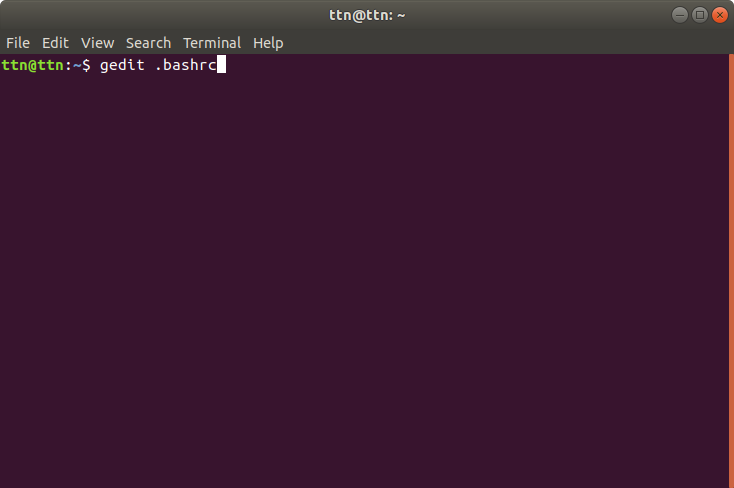 ttn@ttn: ~
File Edit View Search Terminal Help
ttn@ttn:~$ gedit .bashrc